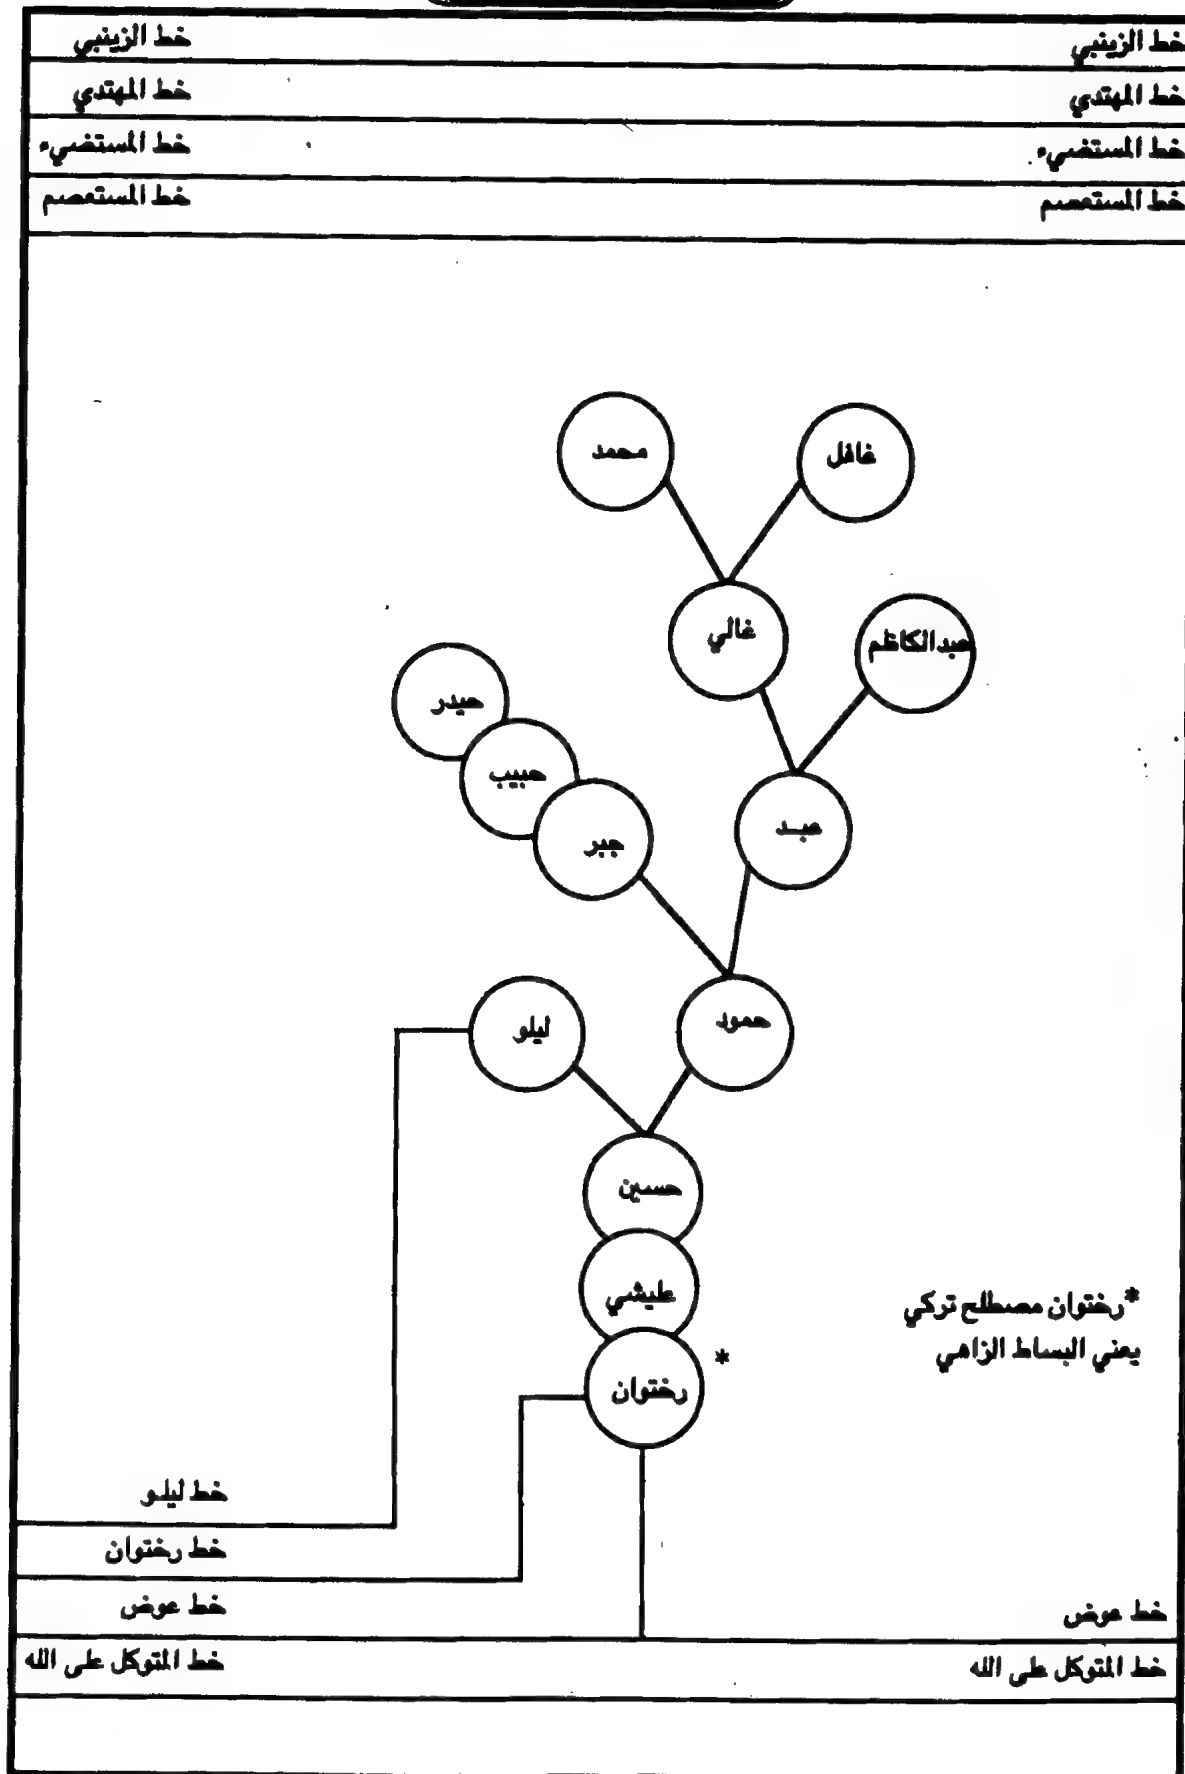 خط الزينبي
خط الزينبي
خط المهتدي
خط المهتدي
خط المستضيء
خط المستضيء
خط المستعصم
خط المستعصم
غافل
محمد
عبدالكاظم
غالي
حيدر
حبيب
عبد
جبر
حمود
ليلو
حسين
عليشي
*رختوان مصطلح تركي
يعني البساط الزاهي
*
رختوان
خط ليلو
خط رختوان
خط عوض
خط عوض
خط المتوكل على الله
خط المتوكل على الله